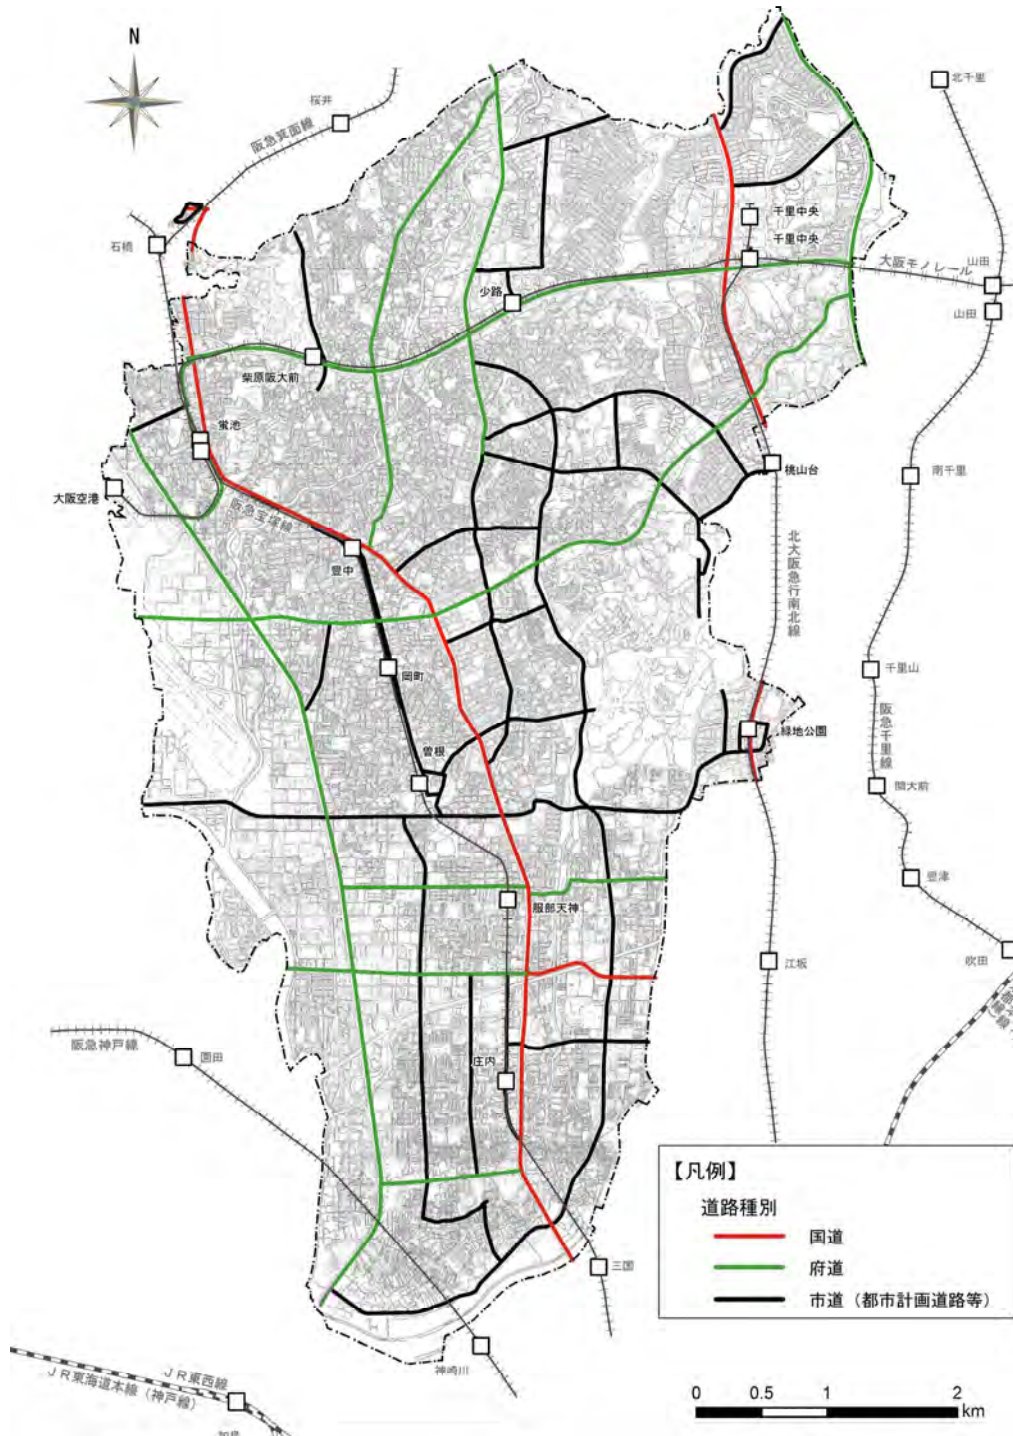 N
北千里
桜井
阪急箕面線
千里中央
石橋
千里中央
山田
大阪モノレール
少路
山田
柴原阪大前
蛍池
桃山台
南千里
大阪空港
阪急宝塚線
豊中
北大阪急行南北線
岡町
千里山
阪急千里線
緑地公園
曽根
関大前
豊津
服部天神
吹田
江坂
阪急神戸線
園田
庄内
【凡例】
道路種別
国道
府道
市道（都市計画道路等）
三国
神崎川
JR東西線
JR東海道本線（神戸線）
0 0.5 1 2
km